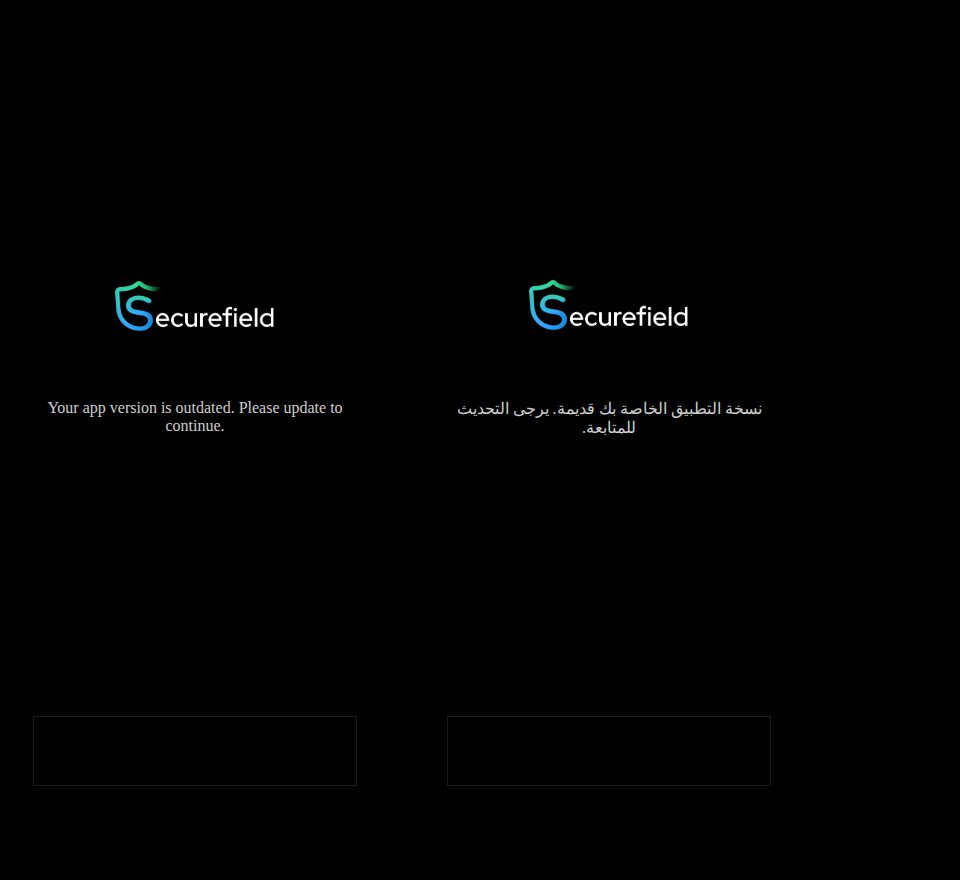 Securefield
Your app version is outdated. Please update to
continue.
Securefield
نسخة التطبيق الخاصة بك قديمة. يرجى التحديث
للمتابعة.